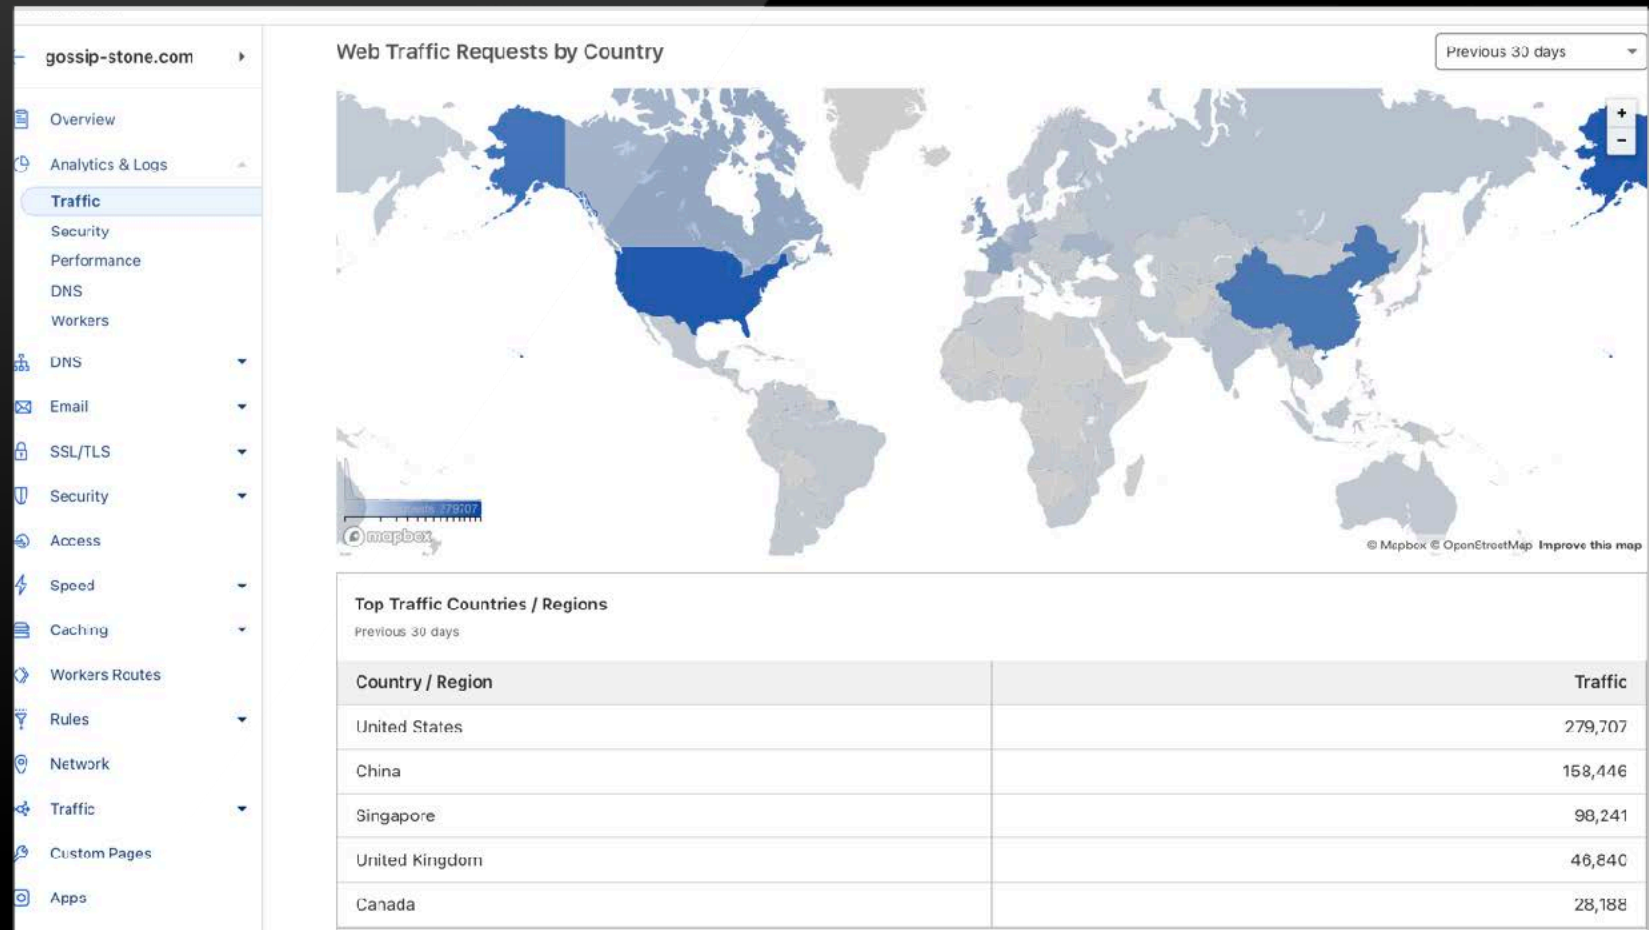 gossip-stone.com
Overview
Analytics & Logs
Traffic
Security
Performance
DNS
Workers
DNS
Email
SSL/TLS
Security
Access
Speed
Caching
Workers Routes
Rules
Network
Traffic
Custom Pages
Apps
Web Traffic Requests by Country
Previous 30 days
+
-
279707
mapbox
© Mapbox © OpenStreetMap Improve this map
Top Traffic Countries / Regions
Previous 30 days
Country / Region Traffic
United States 279,707
China 158,446
Singapore 98,241
United Kingdom 46,840
Canada 28,188